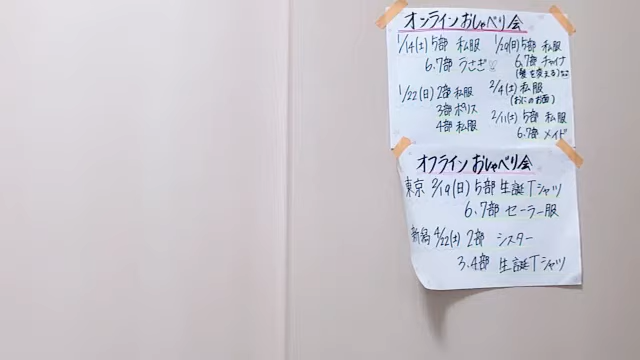 オンラインおしゃべり会
1/14(土) 5部 私服
6.7部 うさぎ
1/22(日) 2部 私服
3部 ポリス
4部 私服
1/29(日) 5部 私服
6.7部 チャイナ
(髪を変える)
2/4(土) 私服
(おにのお面)
2/11(土) 5部 私服
6.7部 メイド
オフラインおしゃべり会
東京 3/19(日) 5部 生誕Tシャツ
6.7部 セーラー服
新潟 4/22(土) 2部 シスター
3.4部 生誕Tシャツ